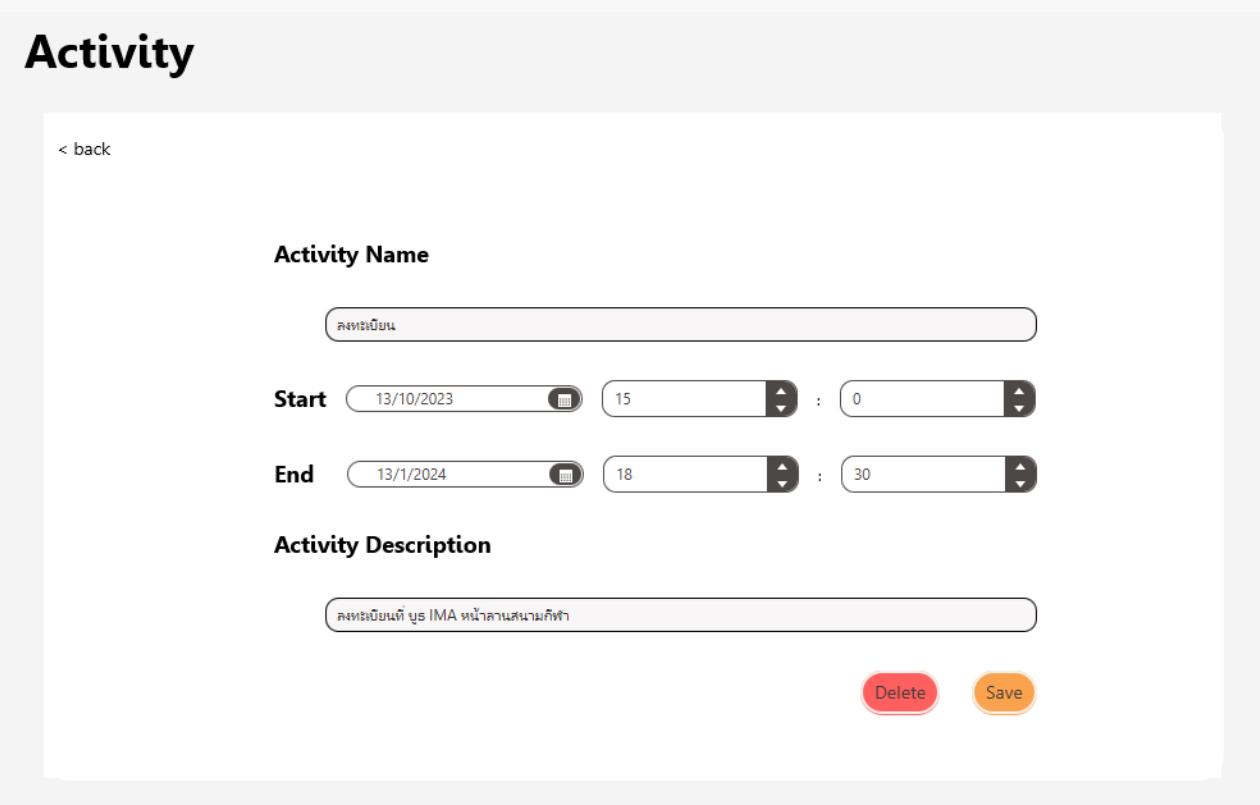 Activity
< back
Activity Name
ลงทะเบียน
Start 13/10/2023 15 : 0
End 13/1/2024 18 : 30
Activity Description
ลงทะเบียนที่ บูธ IMA หน้าลานสนามกีฬา
Delete Save